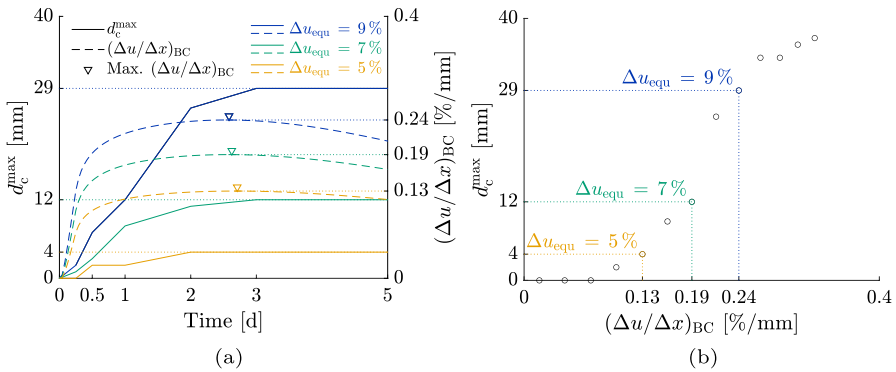 40
29
12
4
0
d_c^max [mm]
d_c^max
(Δu/Δx)_BC
Max. (Δu/Δx)_BC
Δu_equ = 9 %
Δu_equ = 7 %
Δu_equ = 5 %
0.4
0.24
0.19
0.13
0
(Δu/Δx)_BC [%/mm]
0 0.5 1 2 3 5
Time [d]
(a)
40
29
12
4
0
d_c^max [mm]
Δu_equ = 9 %
Δu_equ = 7 %
Δu_equ = 5 %
0 0.13 0.19 0.24 0.4
(Δu/Δx)_BC [%/mm]
(b)